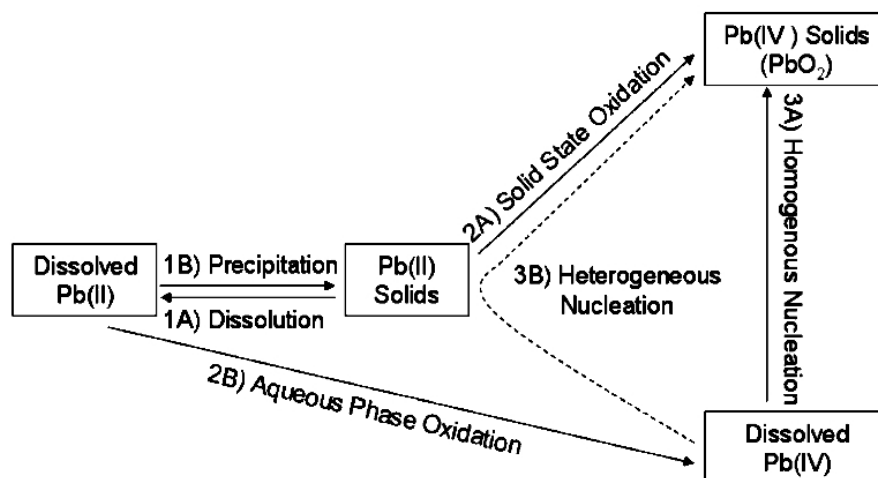 Pb(IV) Solids
(PbO₂)
2A) Solid State Oxidation
3A) Homogenous Nucleation
Dissolved
Pb(II)
1B) Precipitation
1A) Dissolution
Pb(II)
Solids
3B) Heterogeneous
Nucleation
2B) Aqueous Phase Oxidation
Dissolved
Pb(IV)